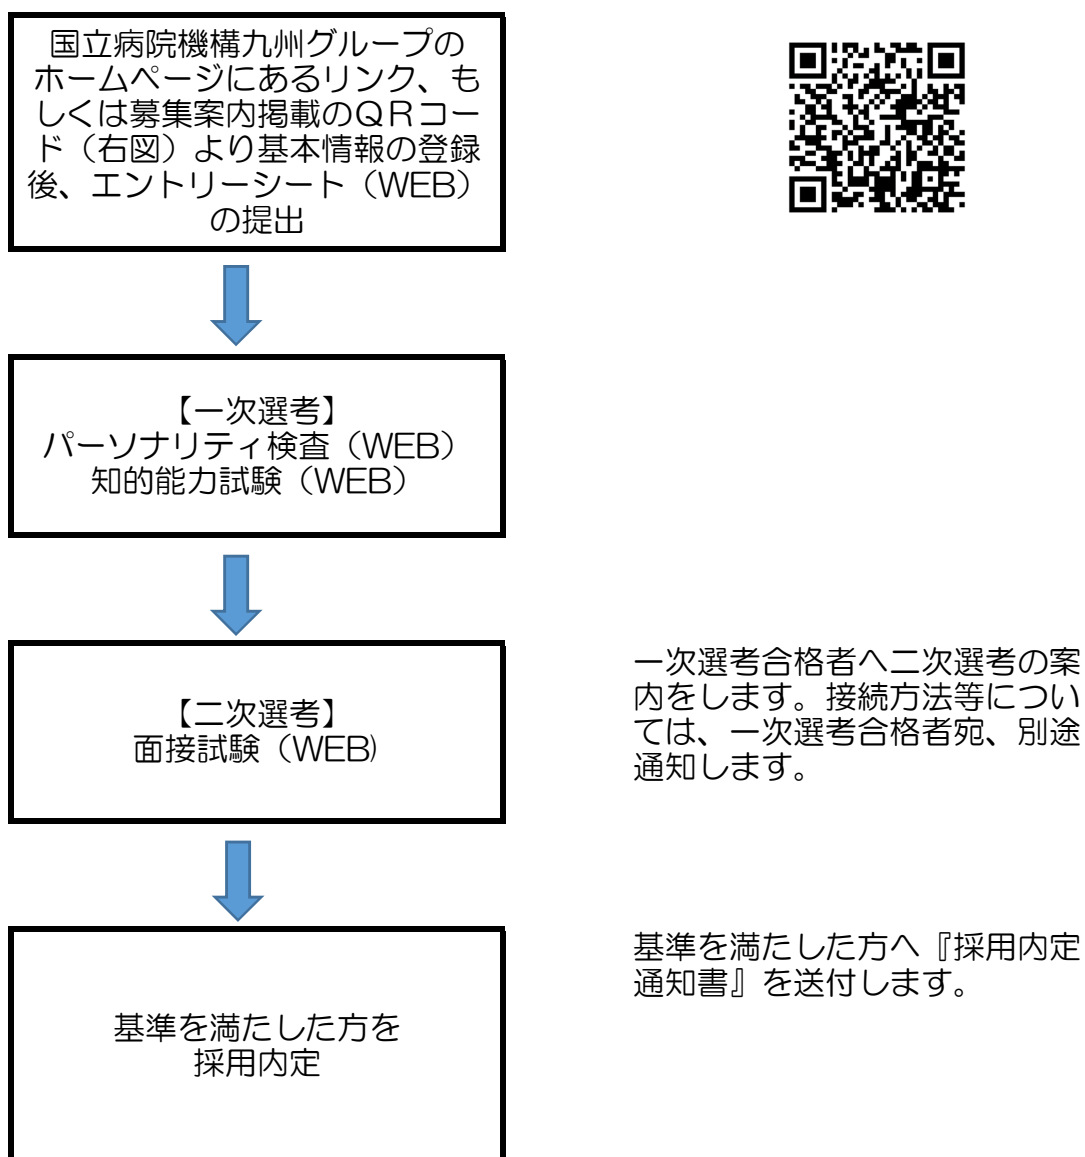 国立病院機構九州グループの
ホームページにあるリンク、も
しくは募集案内掲載のＱＲコー
ド（右図）より基本情報の登録
後、エントリーシート（WEB）
の提出
【一次選考】
パーソナリティ検査（WEB）
知的能力試験（WEB）
【二次選考】
面接試験（WEB)
一次選考合格者へ二次選考の案
内をします。接続方法等につい
ては、一次選考合格者宛、別途
通知します。
基準を満たした方を
採用内定
基準を満たした方へ『採用内定
通知書』を送付します。